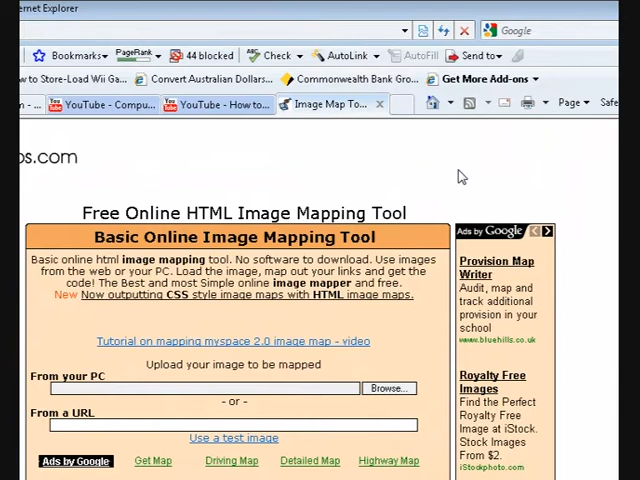 ernet Explorer
Google
Bookmarks
PageRank
44 blocked
Check
AutoLink
AutoFill
Send to
w to Store-Load Wii Ga...
Convert Australian Dollars...
Commonwealth Bank Gro...
Get More Add-ons
m - ...
YouTube - Compu...
YouTube - How to...
Image Map To...
Page
Safe
os.com
Free Online HTML Image Mapping Tool
Basic Online Image Mapping Tool
Basic online html image mapping tool. No software to download. Use images
from the web or your PC. Load the image, map out your links and get the
code! The Best and most Simple online image mapper and free.
New Now outputting CSS style image maps with HTML image maps.
Tutorial on mapping myspace 2.0 image map - video
Upload your image to be mapped
From your PC
Browse...
- or -
From a URL
Use a test image
Ads by Google
Get Map
Driving Map
Detailed Map
Highway Map
Ads by Google
Provision Map
Writer
Audit, map and
track additional
provision in your
school
www.bluehills.co.uk
Royalty Free
Images
Find the Perfect
Royalty Free
Image at iStock.
Stock Images
From $2.
iStockphoto.com